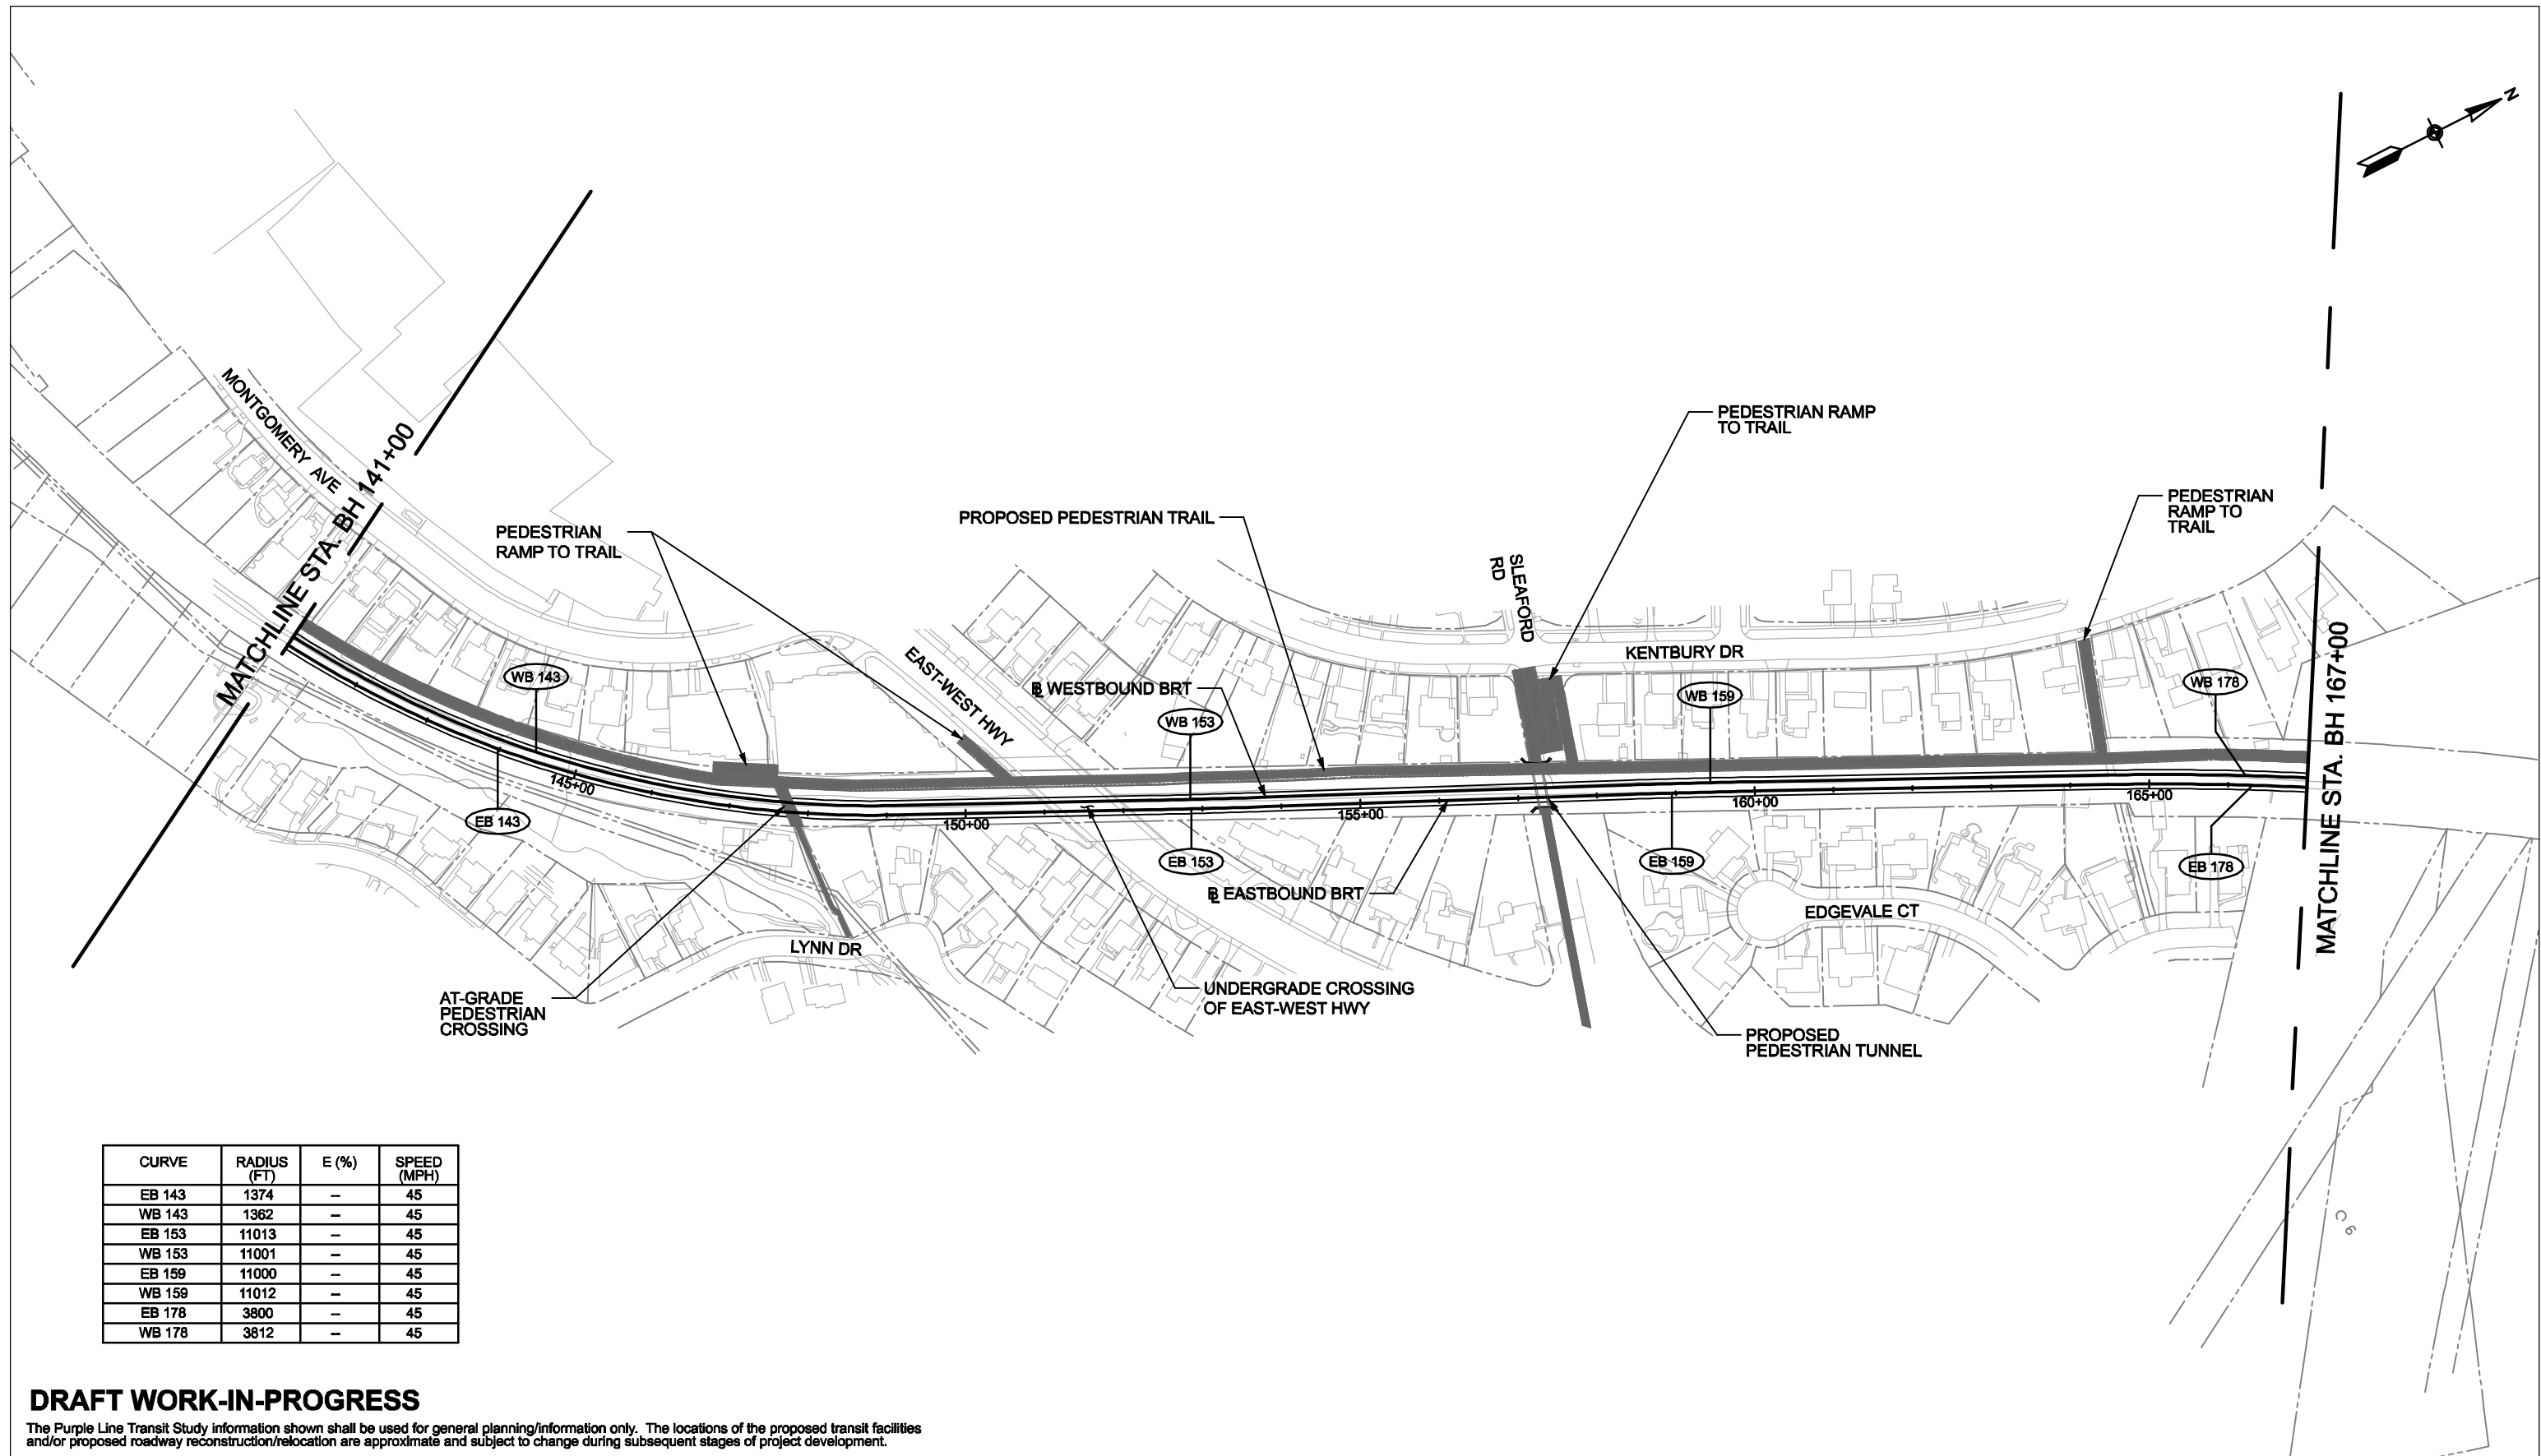 N
MONTGOMERY AVE
MATCHLINE STA. BH 141+00
PEDESTRIAN
RAMP TO TRAIL
PROPOSED PEDESTRIAN TRAIL
PEDESTRIAN RAMP
TO TRAIL
PEDESTRIAN
RAMP TO
TRAIL
SLEAFORD
RD
KENTBURY DR
EAST-WEST HWY
WB 143
BL WESTBOUND BRT
WB 153
WB 159
WB 178
MATCHLINE STA. BH 167+00
145+00
150+00
155+00
160+00
165+00
EB 143
EB 153
EB 159
EB 178
BL EASTBOUND BRT
EDGEVALE CT
LYNN DR
AT-GRADE
PEDESTRIAN
CROSSING
UNDERGRADE CROSSING
OF EAST-WEST HWY
PROPOSED
PEDESTRIAN TUNNEL
C 6
CURVE RADIUS (FT) E (%) SPEED (MPH)
EB 143 1374 -- 45
WB 143 1362 -- 45
EB 153 11013 -- 45
WB 153 11001 -- 45
EB 159 11000 -- 45
WB 159 11012 -- 45
EB 178 3800 -- 45
WB 178 3812 -- 45
DRAFT WORK-IN-PROGRESS
The Purple Line Transit Study information shown shall be used for general planning/information only. The locations of the proposed transit facilities
and/or proposed roadway reconstruction/relocation are approximate and subject to change during subsequent stages of project development.